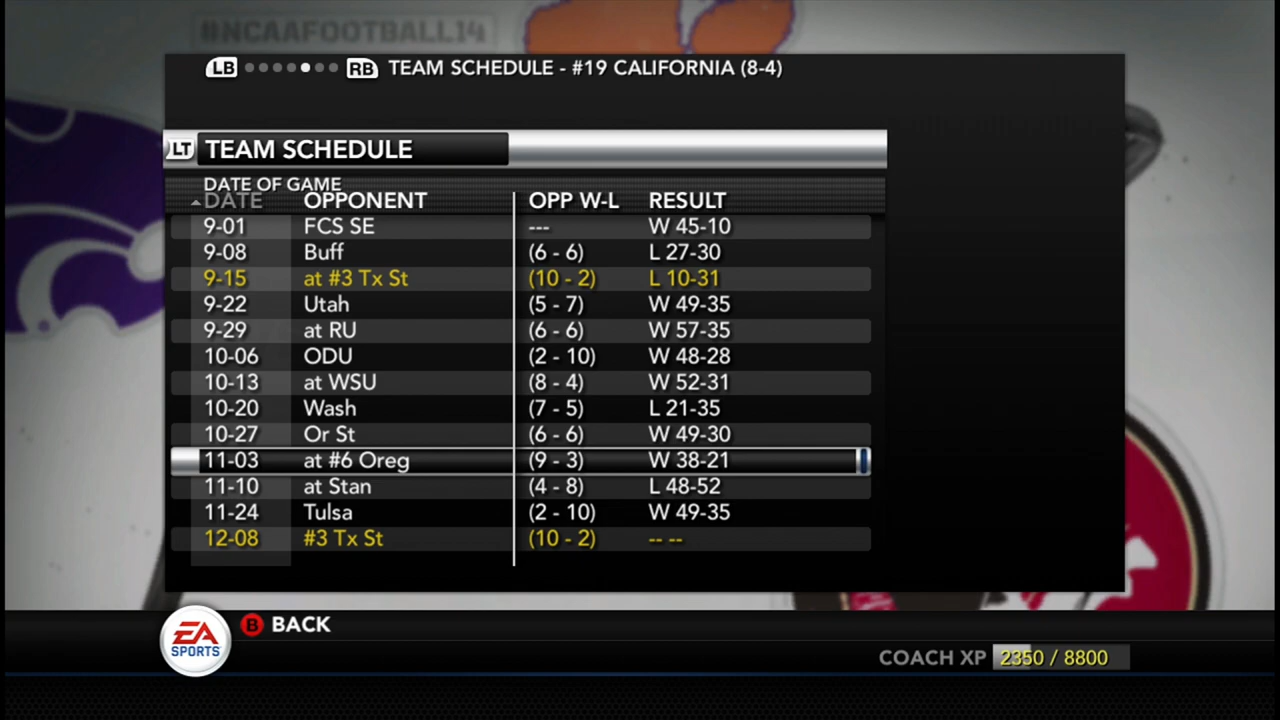 #NCAAFOOTBALL14
LB RB TEAM SCHEDULE - #19 CALIFORNIA (8-4)
LT TEAM SCHEDULE
DATE OF GAME
DATE OPPONENT OPP W-L RESULT
9-01 FCS SE --- W 45-10
9-08 Buff (6 - 6) L 27-30
9-15 at #3 Tx St (10 - 2) L 10-31
9-22 Utah (5 - 7) W 49-35
9-29 at RU (6 - 6) W 57-35
10-06 ODU (2 - 10) W 48-28
10-13 at WSU (8 - 4) W 52-31
10-20 Wash (7 - 5) L 21-35
10-27 Or St (6 - 6) W 49-30
11-03 at #6 Oreg (9 - 3) W 38-21
11-10 at Stan (4 - 8) L 48-52
11-24 Tulsa (2 - 10) W 49-35
12-08 #3 Tx St (10 - 2) -- --
EA SPORTS
B BACK
COACH XP 2350 / 8800